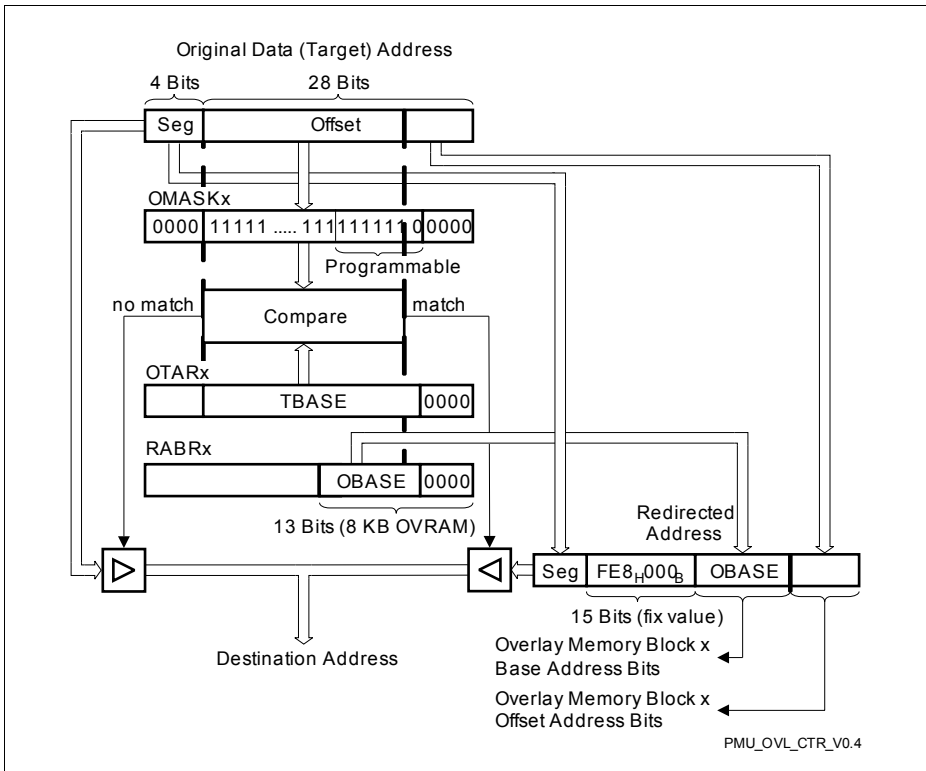 Original Data (Target) Address
4 Bits 28 Bits
Seg Offset
OMASKx
0000 11111 ..... 111 111111 0 0000
Programmable
no match match
Compare
OTARx
TBASE 0000
RABRx
OBASE 0000
13 Bits (8 KB OVRAM)
Redirected
Address
Seg FE8H000B OBASE
15 Bits (fix value)
Destination Address
Overlay Memory Block x
Base Address Bits
Overlay Memory Block x
Offset Address Bits
PMU_OVL_CTR_V0.4